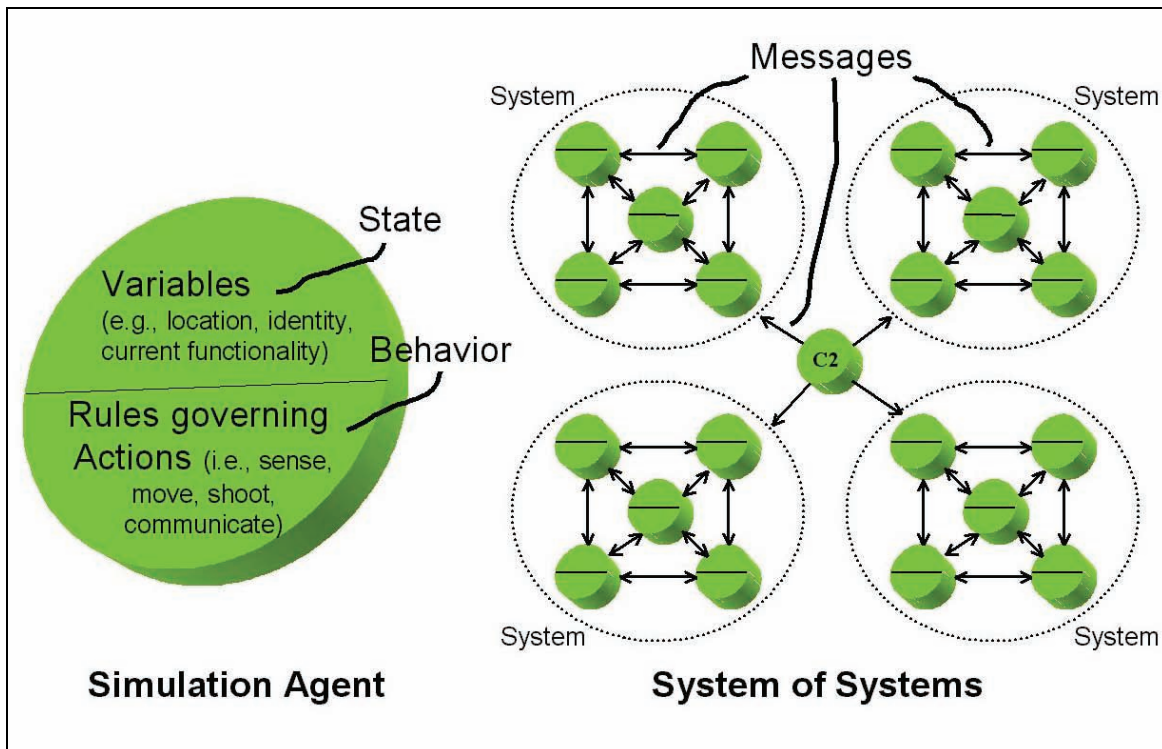 State
Variables
(e.g., location, identity,
current functionality)
Behavior
Rules governing
Actions (i.e., sense,
move, shoot,
communicate)
Simulation Agent
Messages
System
System
C2
System
System
System of Systems